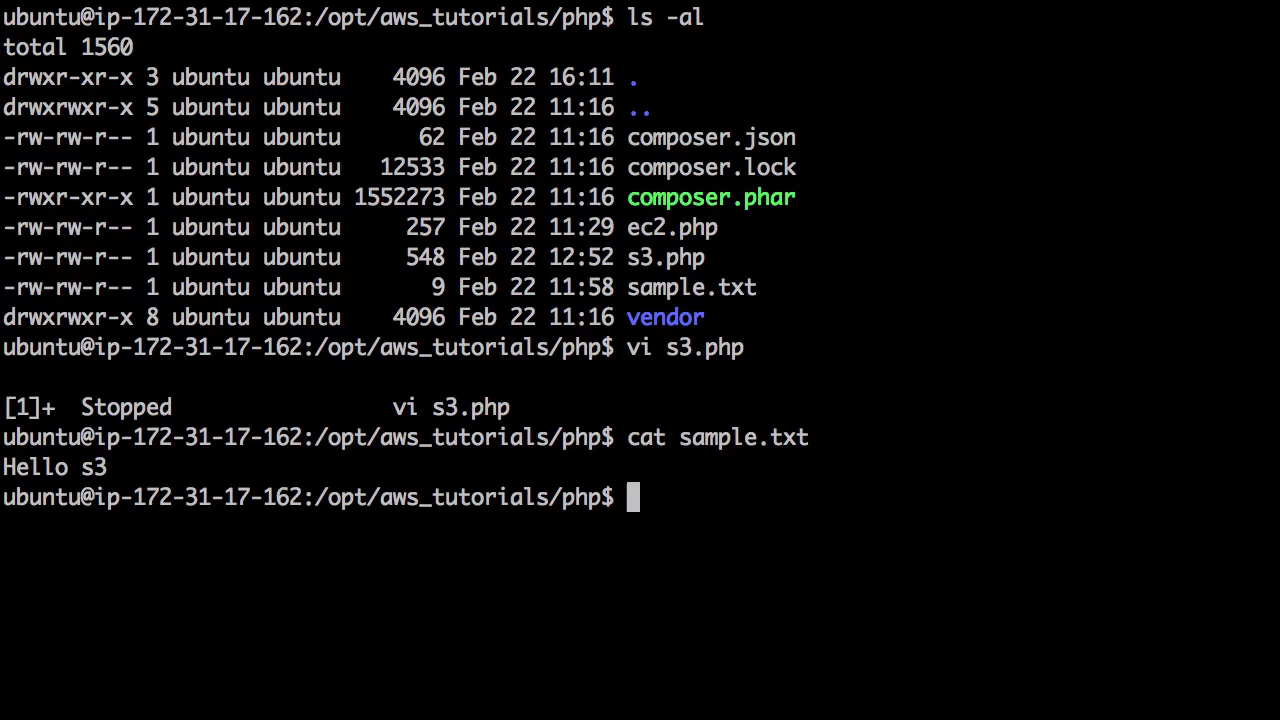 ubuntu@ip-172-31-17-162:/opt/aws_tutorials/php$ ls -al
total 1560
drwxr-xr-x 3 ubuntu ubuntu    4096 Feb 22 16:11 .
drwxrwxr-x 5 ubuntu ubuntu    4096 Feb 22 11:16 ..
-rw-rw-r-- 1 ubuntu ubuntu      62 Feb 22 11:16 composer.json
-rw-rw-r-- 1 ubuntu ubuntu   12533 Feb 22 11:16 composer.lock
-rwxr-xr-x 1 ubuntu ubuntu 1552273 Feb 22 11:16 composer.phar
-rw-rw-r-- 1 ubuntu ubuntu     257 Feb 22 11:29 ec2.php
-rw-rw-r-- 1 ubuntu ubuntu     548 Feb 22 12:52 s3.php
-rw-rw-r-- 1 ubuntu ubuntu       9 Feb 22 11:58 sample.txt
drwxrwxr-x 8 ubuntu ubuntu    4096 Feb 22 11:16 vendor
ubuntu@ip-172-31-17-162:/opt/aws_tutorials/php$ vi s3.php
[1]+  Stopped                 vi s3.php
ubuntu@ip-172-31-17-162:/opt/aws_tutorials/php$ cat sample.txt
Hello s3
ubuntu@ip-172-31-17-162:/opt/aws_tutorials/php$